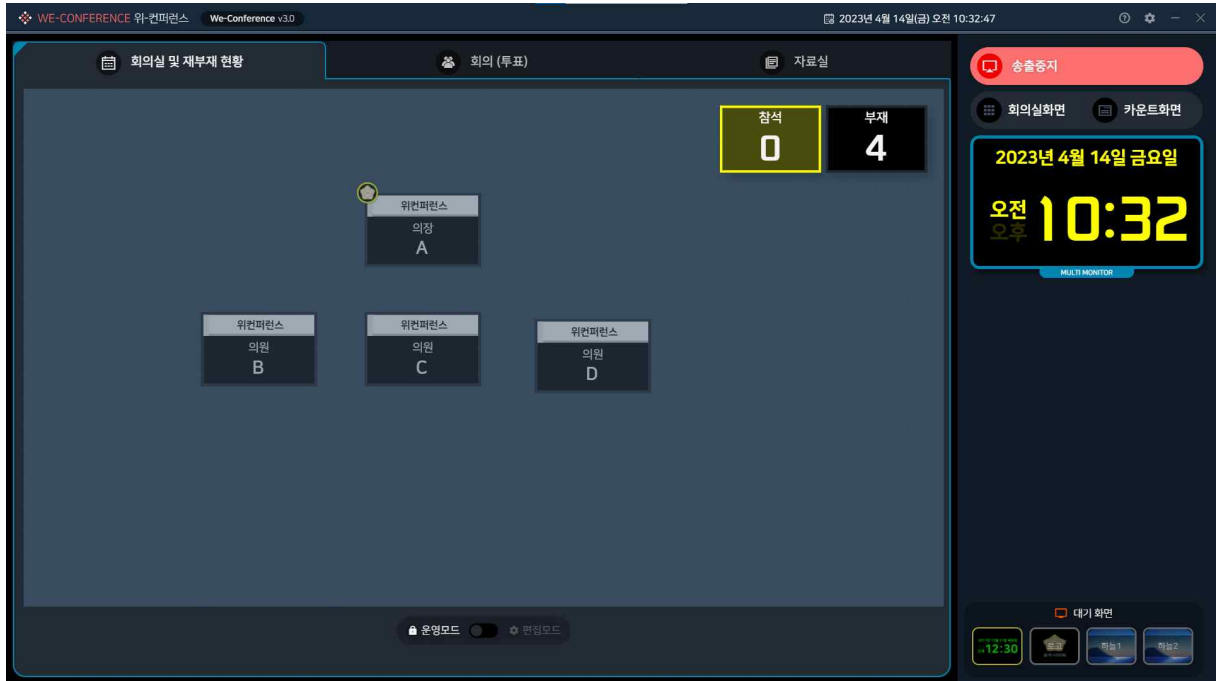 WE-CONFERENCE 위-컨퍼런스 We-Conference v3.0 2023년 4월 14일(금) 오전 10:32:47
회의실 및 재부재 현황 회의 (투표) 자료실
참석 부재
0 4
위컨퍼런스
의장
A
위컨퍼런스 위컨퍼런스 위컨퍼런스
의원 의원 의원
B C D
운영모드 편집모드
송출중지
회의실화면 카운트화면
2023년 4월 14일 금요일
오전 10:32
오후
MULTI MONITOR
대기 화면
12:30 로고 하늘1 하늘2